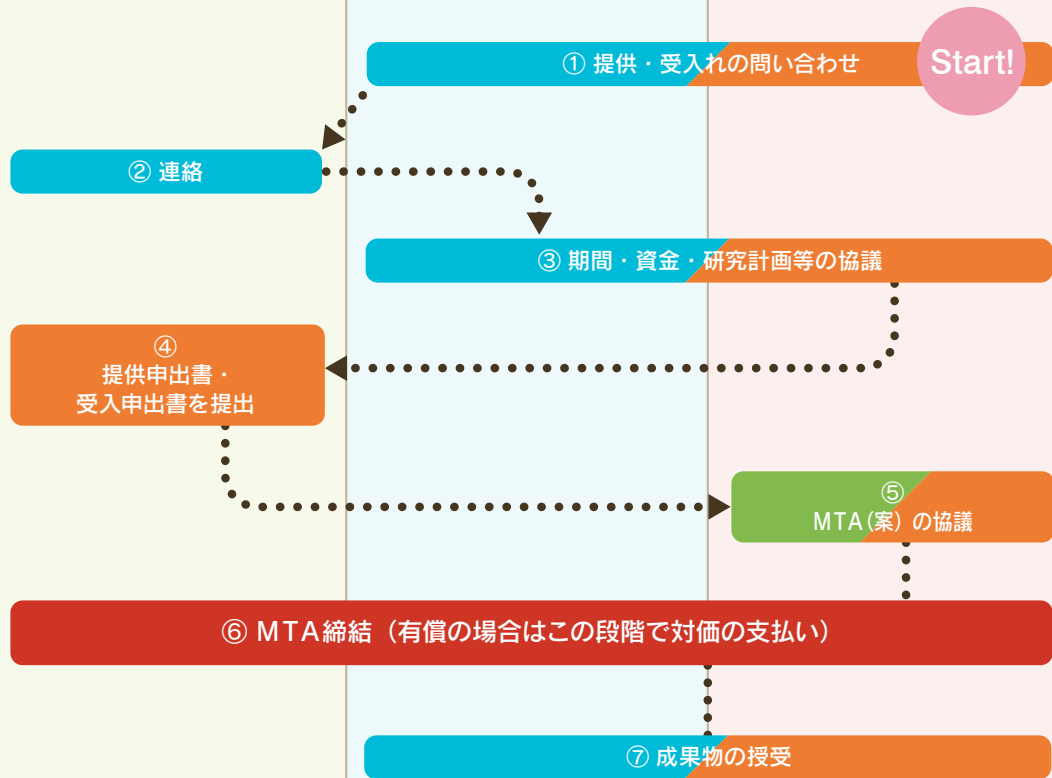 ① 提供・受入れの問い合わせ
Start!
② 連絡
③ 期間・資金・研究計画等の協議
④
提供申出書・
受入申出書を提出
⑤
MTA(案)の協議
⑥ MTA締結(有償の場合はこの段階で対価の支払い)
⑦ 成果物の授受